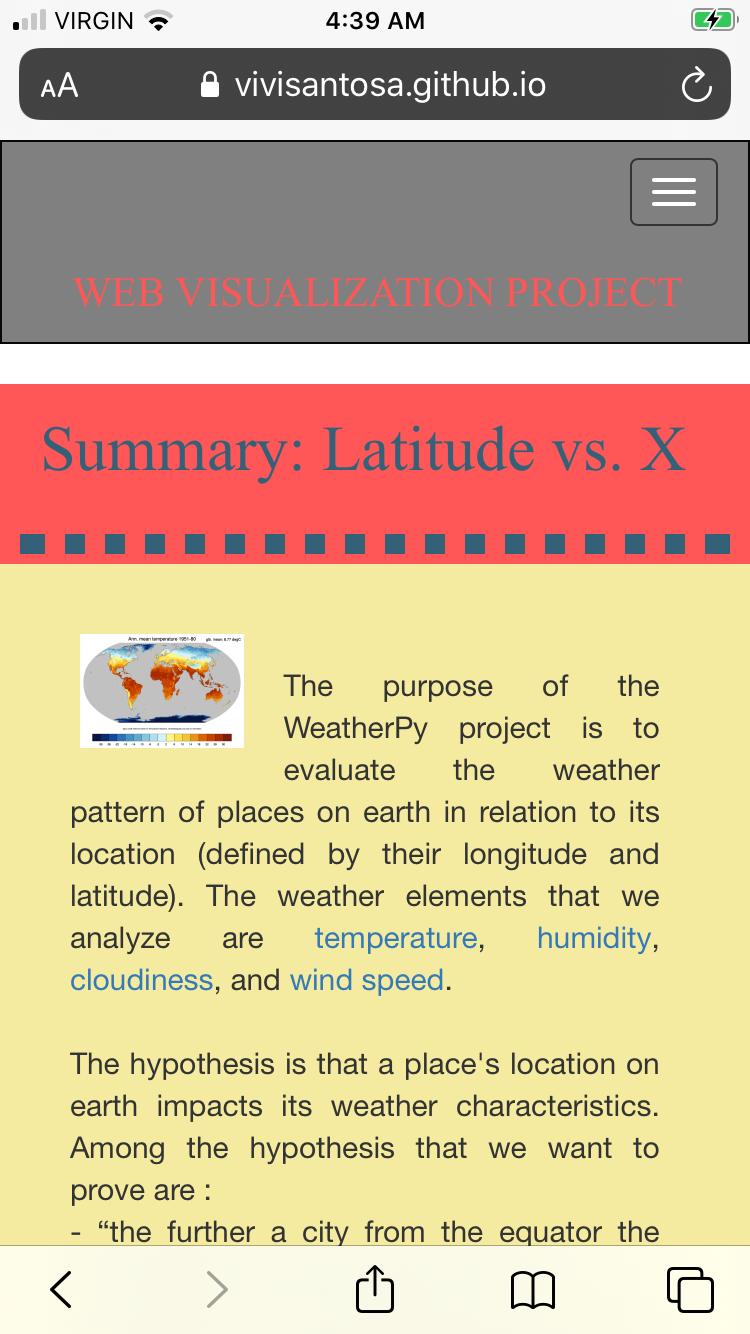 VIRGIN
4:39 AM
AA
vivisantosa.github.io
WEB VISUALIZATION PROJECT
Summary: Latitude vs. X
Ann. mean temperature 1951-80
The purpose of the
WeatherPy project is to
evaluate the weather
pattern of places on earth in relation to its
location (defined by their longitude and
latitude). The weather elements that we
analyze are temperature, humidity,
cloudiness, and wind speed.
The hypothesis is that a place's location on
earth impacts its weather characteristics.
Among the hypothesis that we want to
prove are :
- “the further a city from the equator the